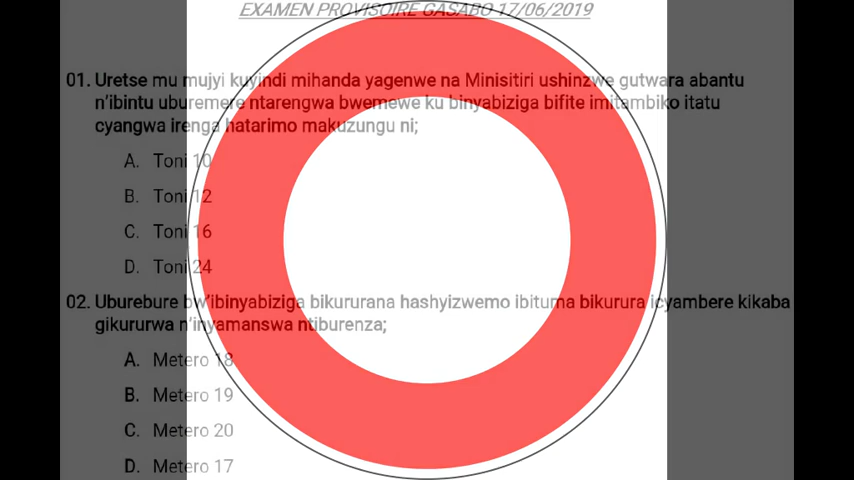 EXAMEN PROVISOIRE GASABO 17/06/2019
01. Uretse mu mujyi kuyindi mihanda yagenwe na Minisitiri ushinzwe gutwara abantu
n'ibintu uburemere ntarengwa bwemewe ku binyabiziga bifite imitambiko itatu
cyangwa irenga hatarimo makuzungu ni;
A. Toni 10
B. Toni 12
C. Toni 16
D. Toni 24
02. Uburebure bw'ibinyabiziga bikururana hashyizwemo ibituma bikurura icyambere kikaba
gikururwa n'inyamanswa ntiburenza;
A. Metero 18
B. Metero 19
C. Metero 20
D. Metero 17